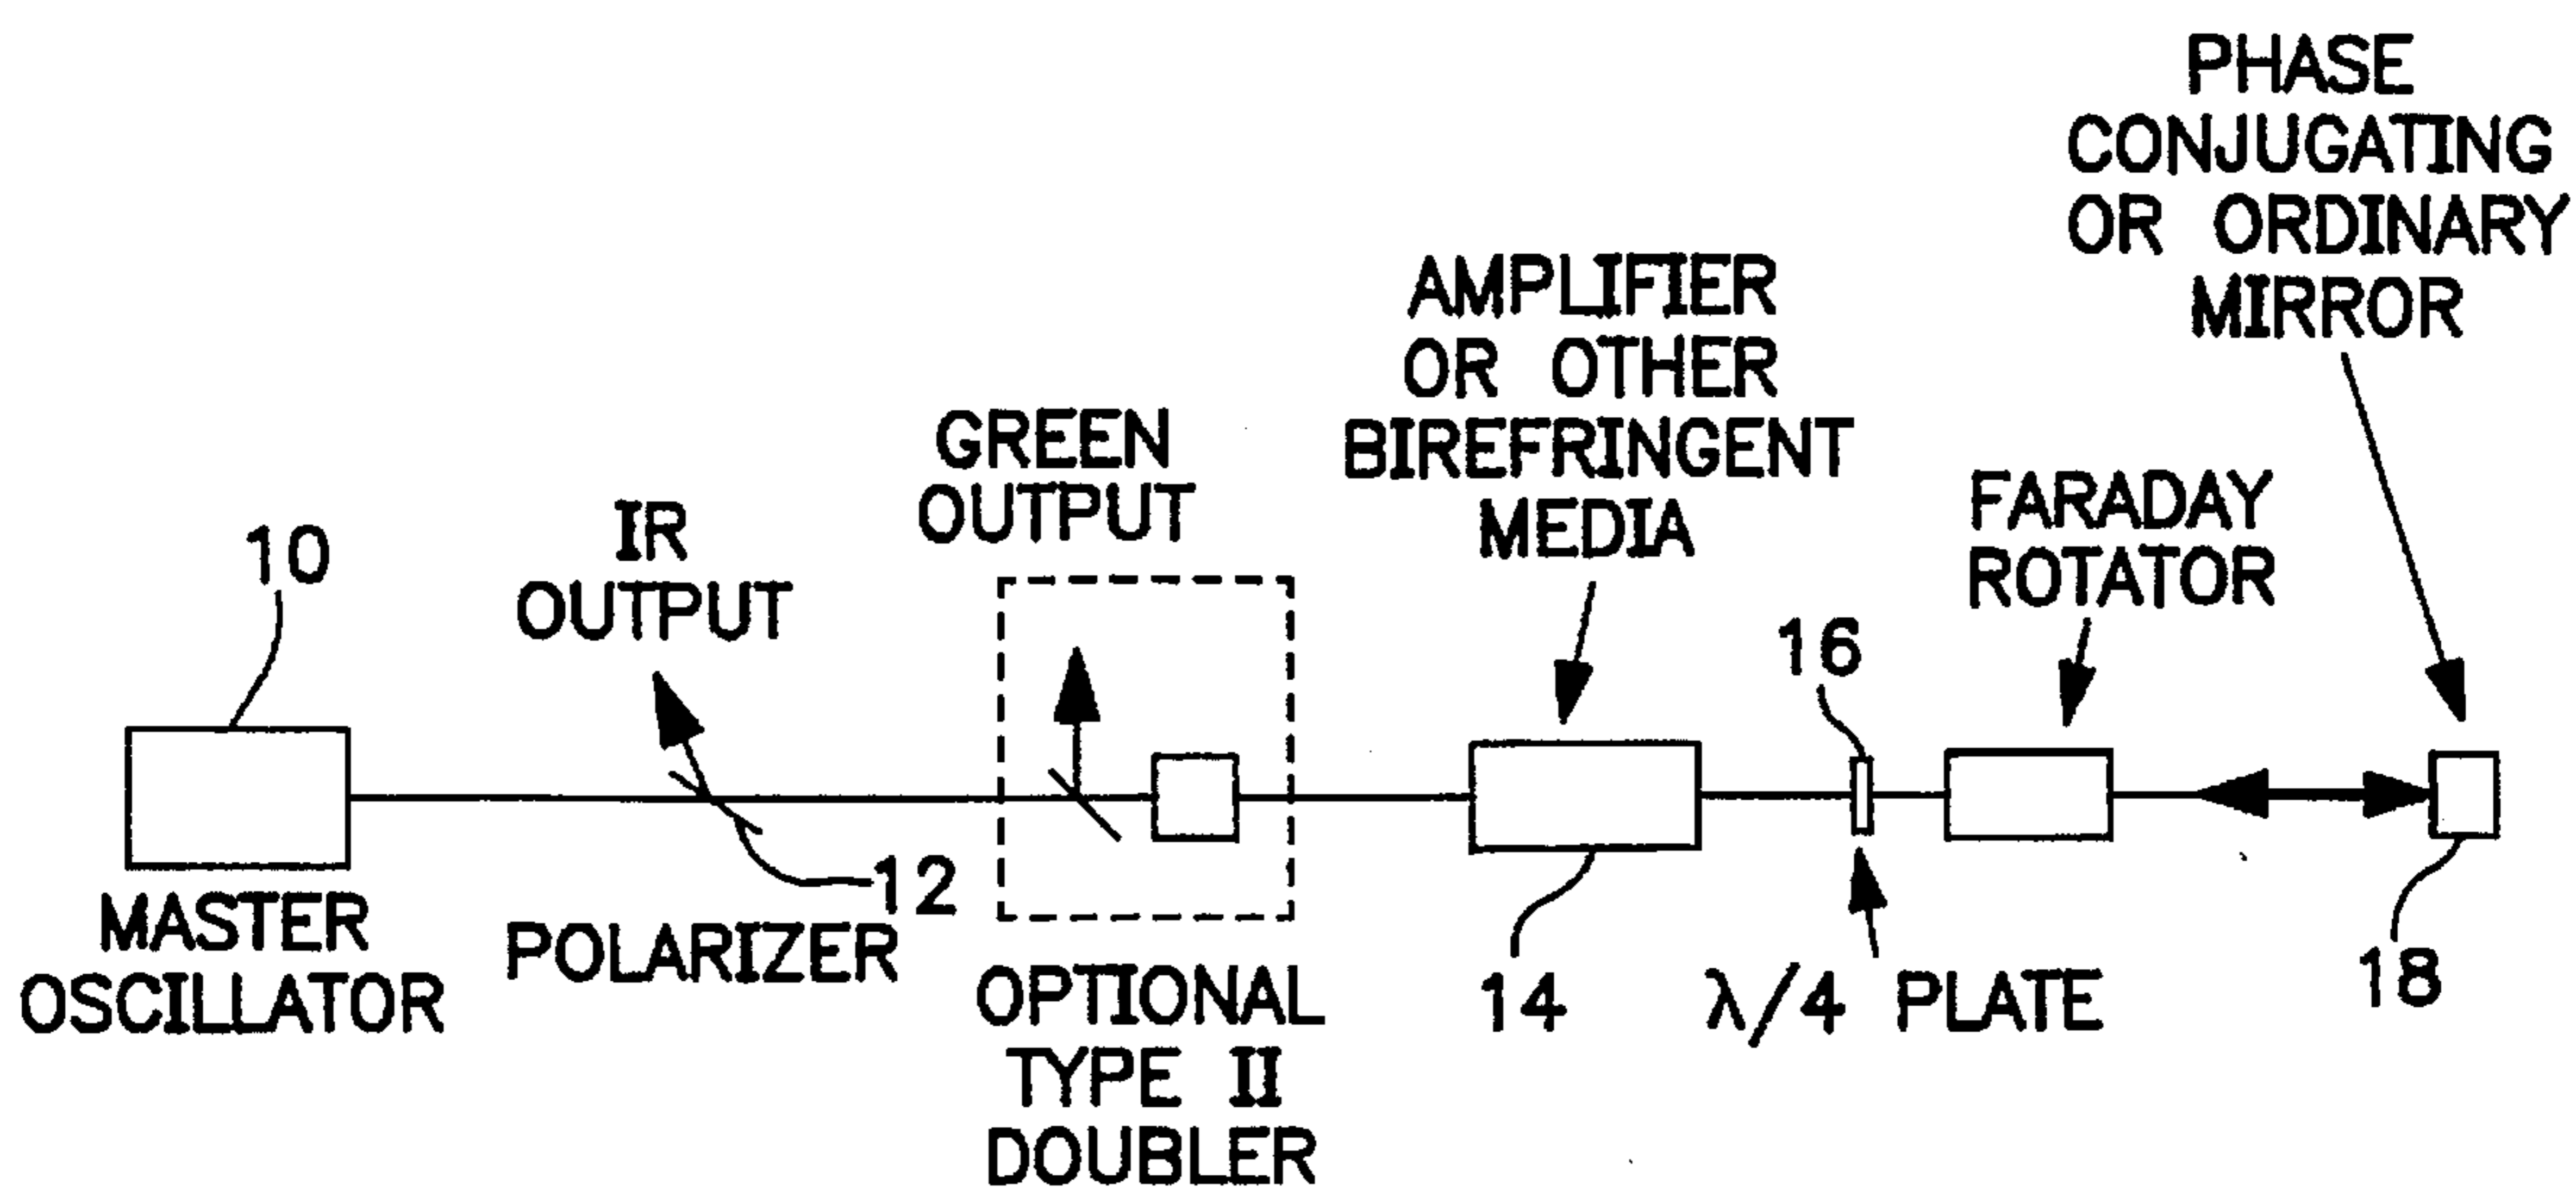 PHASE
CONJUGATING
OR ORDINARY
MIRROR
AMPLIFIER
OR OTHER
BIREFRINGENT
MEDIA
GREEN
OUTPUT
FARADAY
ROTATOR
IR
OUTPUT
10
16
12
MASTER
OSCILLATOR
POLARIZER
OPTIONAL
TYPE II
DOUBLER
14
λ/4 PLATE
18